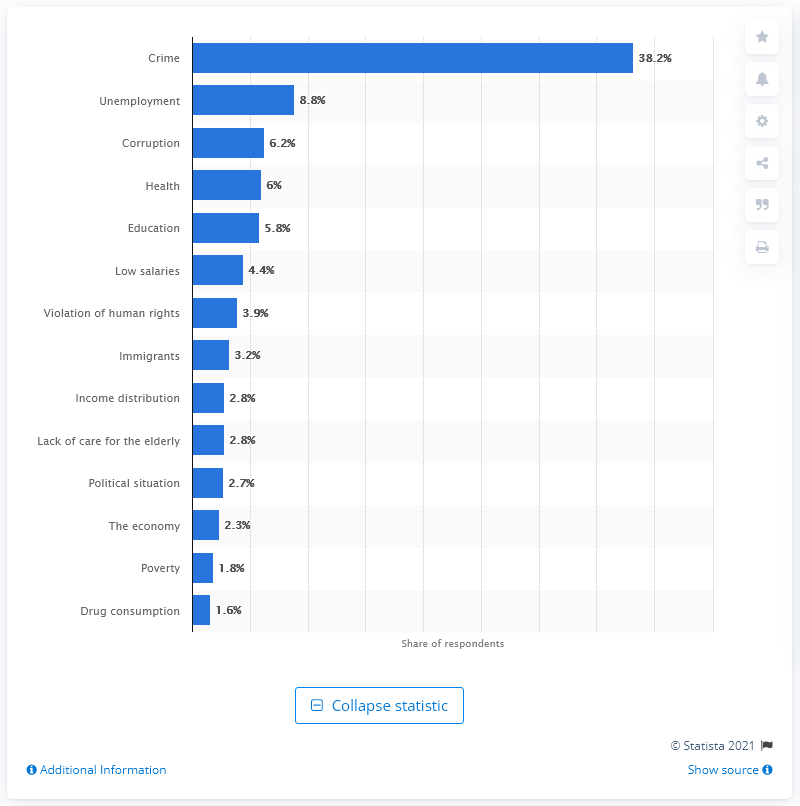 Crime 38.2%
Unemployment 8.8%
Corruption 6.2%
Health 6%
Education 5.8%
Low salaries 4.4%
Violation of human rights 3.9%
Immigrants 3.2%
Income distribution 2.8%
Lack of care for the elderly 2.8%
Political situation 2.7%
The economy 2.3%
Poverty 1.8%
Drug consumption 1.6%
Share of respondents
Collapse statistic
© Statista 2021
Additional Information Show source